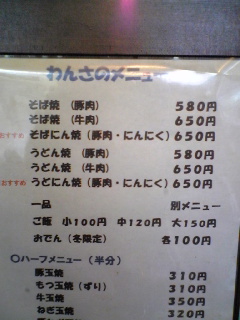 わんさのメニュー
そば焼 (豚肉) 580円
そば焼 (牛肉) 650円
おすすめ そばにん焼 (豚肉・にんにく) 650円
うどん焼 (豚肉) 580円
うどん焼 (牛肉) 650円
おすすめ うどにん焼 (豚肉・にんにく) 650円
一品 別メニュー
ご飯 小100円 中120円 大150円
おでん (冬限定) 各100円
○ハーフメニュー (半分)
豚玉焼 310円
もつ玉焼 (ずり) 310円
牛玉焼 350円
ねぎ玉焼 320円